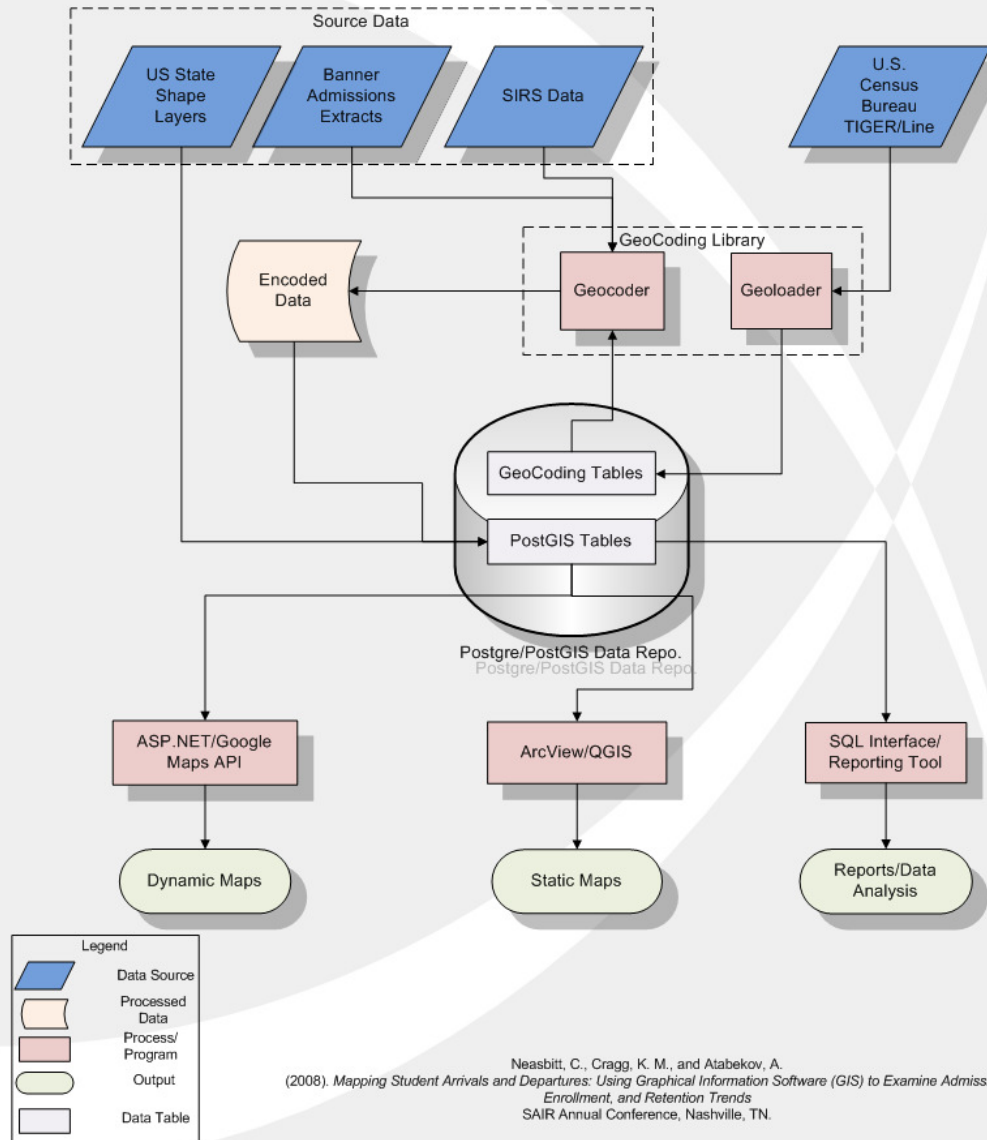 Source Data
US State
Shape
Layers
Banner
Admissions
Extracts
SIRS Data
U.S.
Census
Bureau
TIGER/Line
GeoCoding Library
Encoded
Data
Geocoder
Geoloader
GeoCoding Tables
PostGIS Tables
Postgre/PostGIS Data Repo.
Postgre/PostGIS Data Repo.
ASP.NET/Google
Maps API
ArcView/QGIS
SQL Interface/
Reporting Tool
Dynamic Maps
Static Maps
Reports/Data
Analysis
Legend
Data Source
Processed
Data
Process/
Program
Output
Data Table
Neasbitt, C., Cragg, K. M., and Atabekov, A.
(2008). Mapping Student Arrivals and Departures: Using Graphical Information Software (GIS) to Examine Admiss
Enrollment, and Retention Trends
SAIR Annual Conference, Nashville, TN.